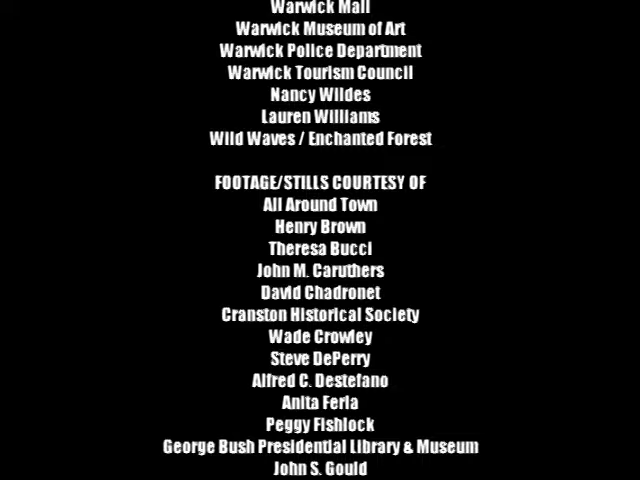 Warwick Mall
Warwick Museum of Art
Warwick Police Department
Warwick Tourism Council
Nancy Wildes
Lauren Williams
Wild Waves / Enchanted Forest
FOOTAGE/STILLS COURTESY OF
All Around Town
Henry Brown
Theresa Bucci
John M. Caruthers
David Chadronet
Cranston Historical Society
Wade Crowley
Steve DePerry
Alfred C. Destefano
Anita Feria
Peggy Fishlock
George Bush Presidential Library & Museum
John S. Gould